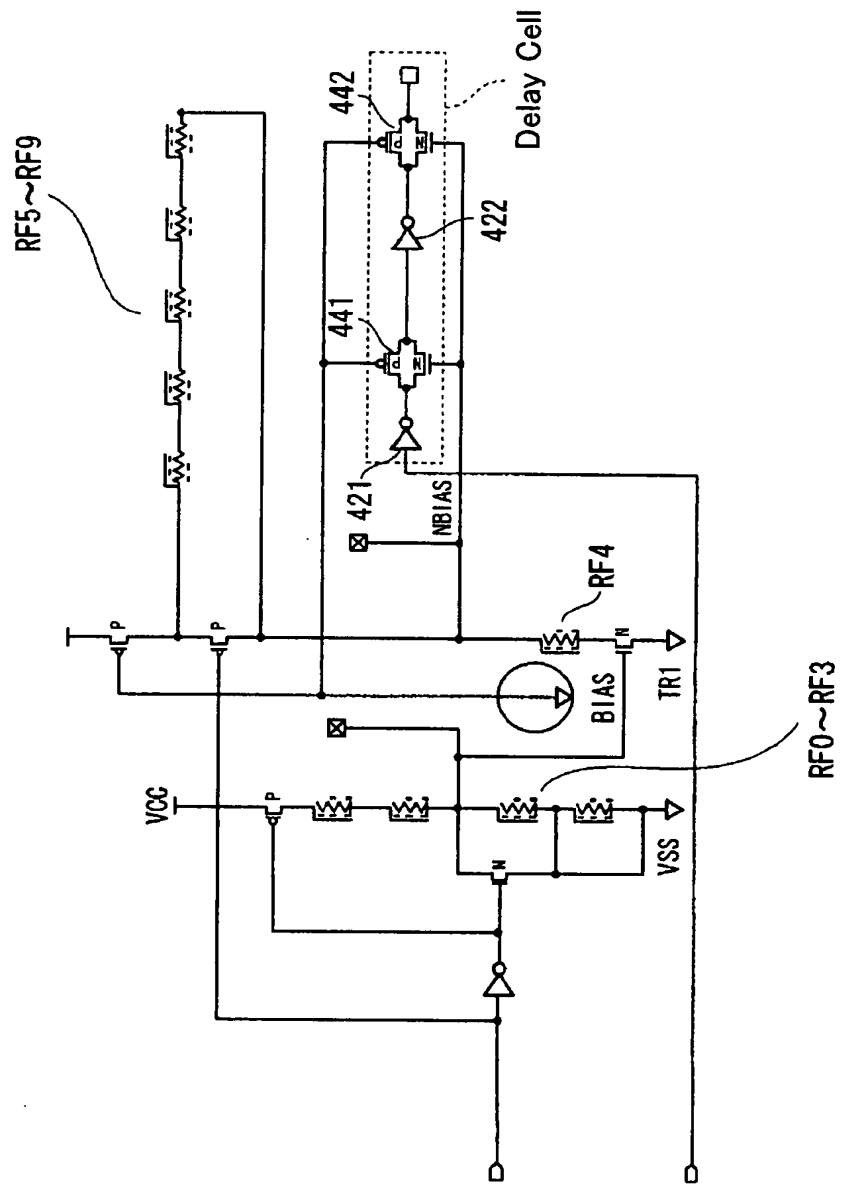 RF5~RF9
442
Delay Cell
441
422
421
NBIAS
P
N
P
N
P
P
RF4
N
BIAS
TR1
RF0~RF3
VCC
P
N
VSS